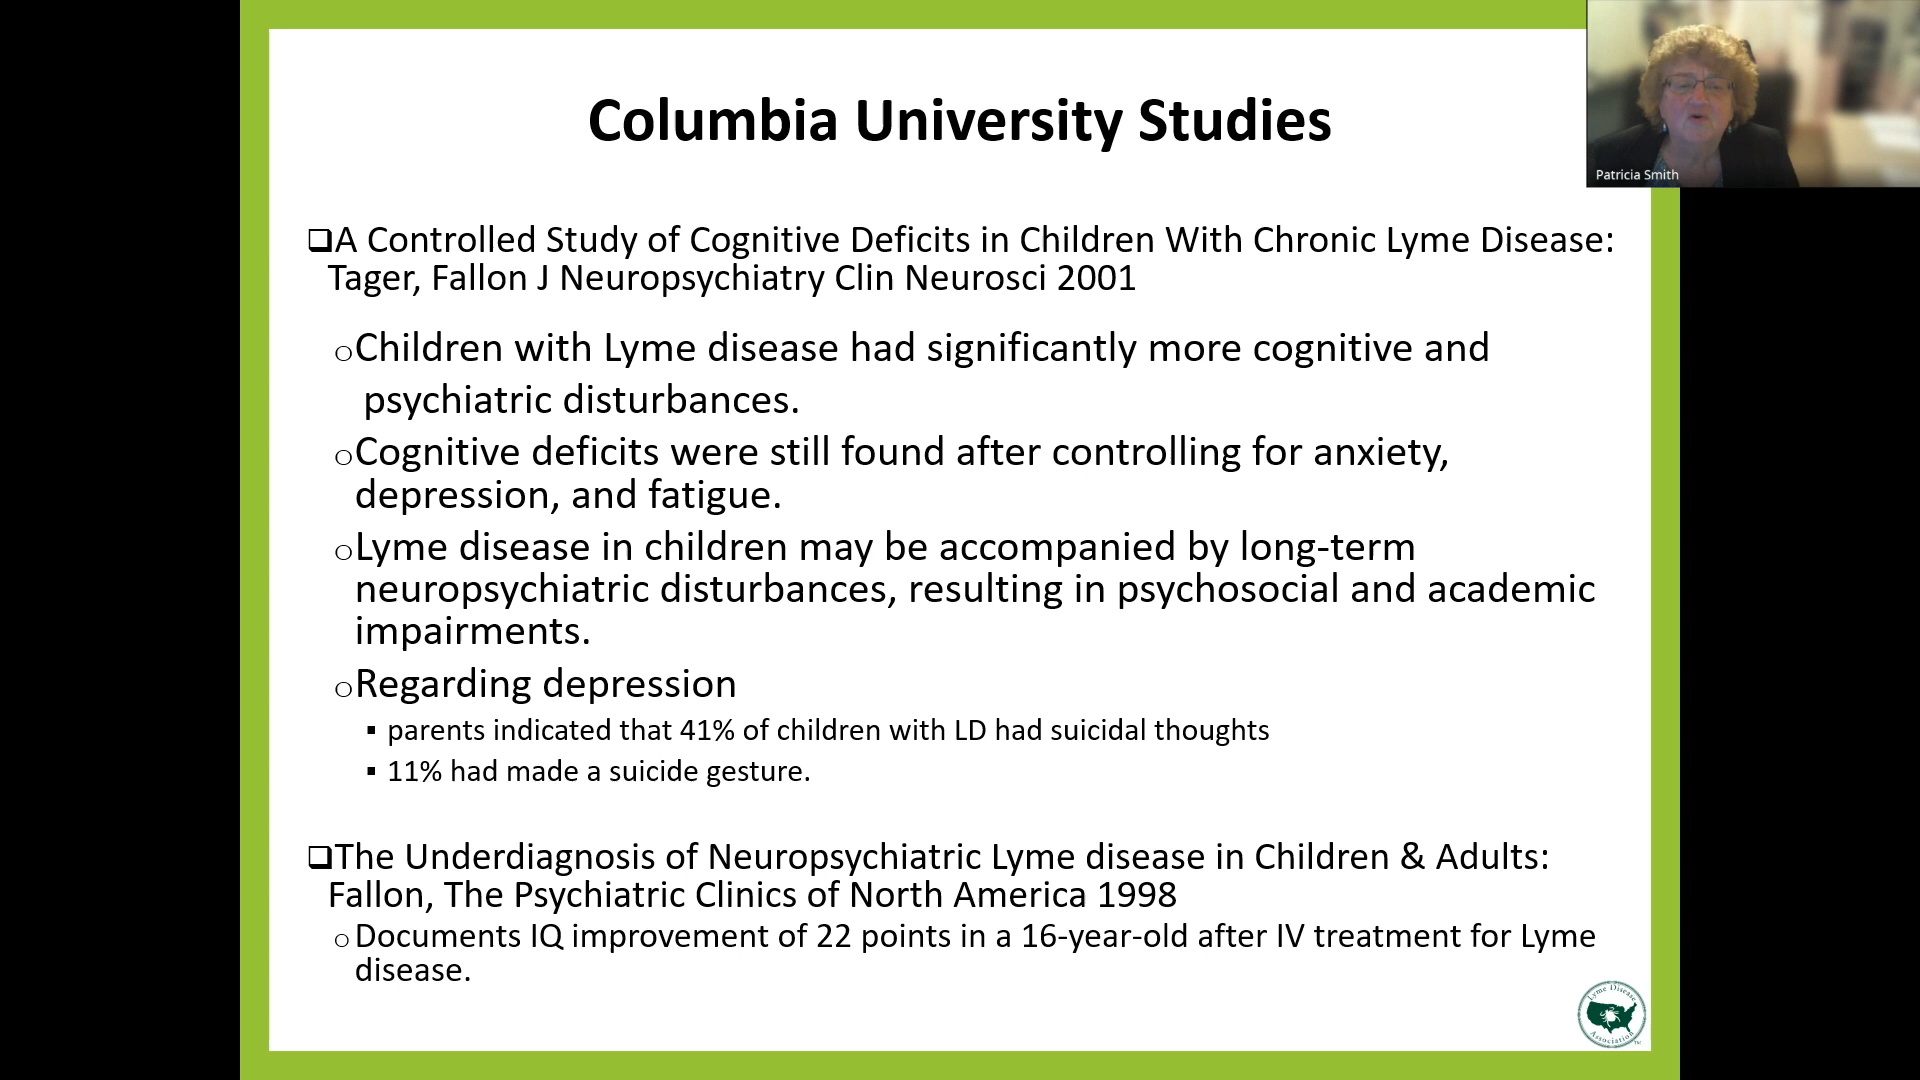 Columbia University Studies
Patricia Smith
❑A Controlled Study of Cognitive Deficits in Children With Chronic Lyme Disease:
Tager, Fallon J Neuropsychiatry Clin Neurosci 2001
oChildren with Lyme disease had significantly more cognitive and
psychiatric disturbances.
oCognitive deficits were still found after controlling for anxiety,
depression, and fatigue.
oLyme disease in children may be accompanied by long-term
neuropsychiatric disturbances, resulting in psychosocial and academic
impairments.
oRegarding depression
▪ parents indicated that 41% of children with LD had suicidal thoughts
▪ 11% had made a suicide gesture.
❑The Underdiagnosis of Neuropsychiatric Lyme disease in Children & Adults:
Fallon, The Psychiatric Clinics of North America 1998
oDocuments IQ improvement of 22 points in a 16-year-old after IV treatment for Lyme
disease.
Lyme Disease
Association